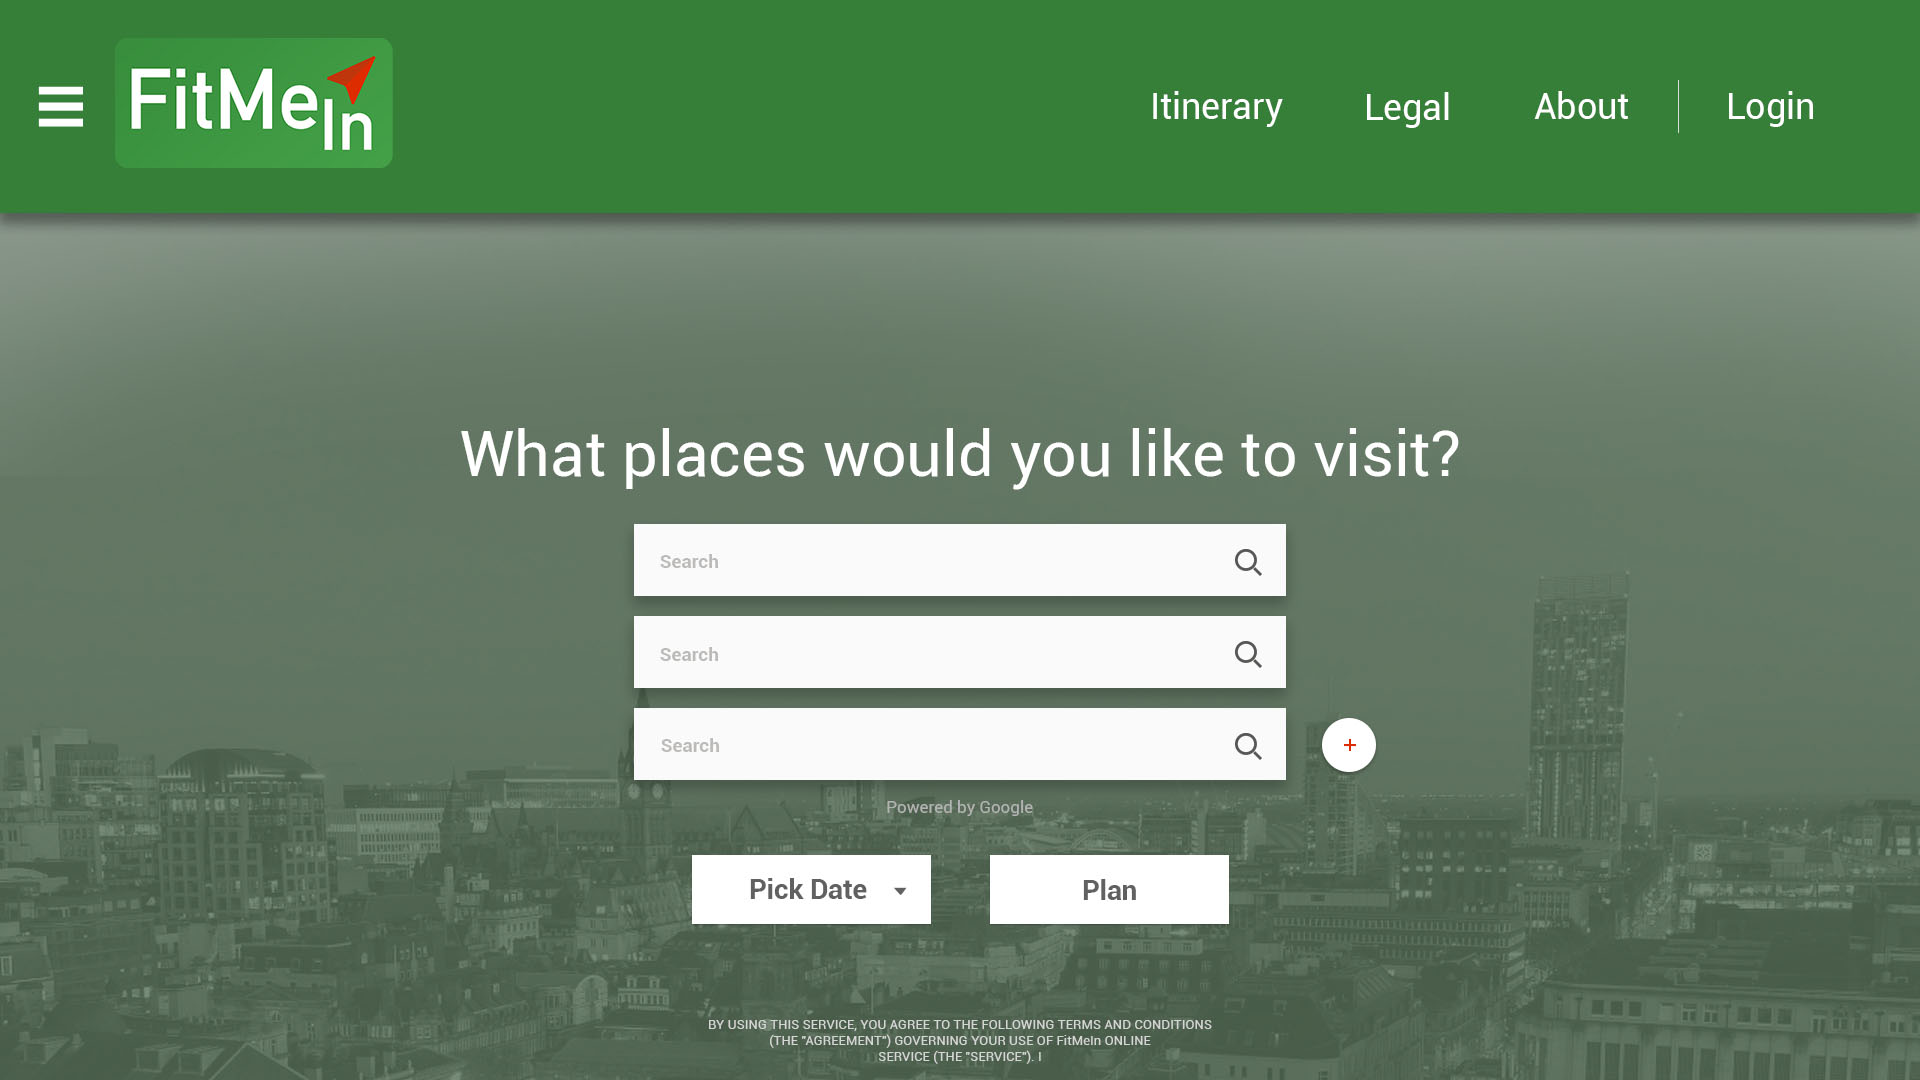 FitMeIn
Itinerary
Legal
About
Login
What places would you like to visit?
Search
Search
Search
+
Powered by Google
Pick Date
Plan
BY USING THIS SERVICE, YOU AGREE TO THE FOLLOWING TERMS AND CONDITIONS
(THE "AGREEMENT") GOVERNING YOUR USE OF FitMeIn ONLINE
SERVICE (THE "SERVICE"). I